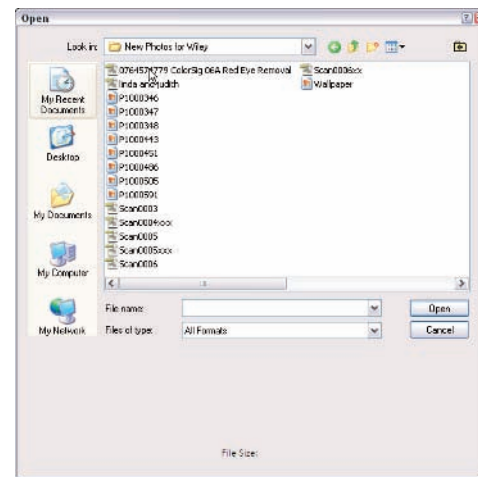 Open
Look in: New Photos for Wiley
0764574779 ColorSig 06A Red Eye Removal
linda and judith
P1000346
P1000347
P1000348
P1000443
P1000451
P1000486
P1000505
P1000591
Scan0003
Scan0004xxx
Scan0005
Scan0005xxx
Scan0006
Scan0006xx
Wallpaper
My Recent
Documents
Desktop
My Documents
My Computer
My Network
File name:
Open
Files of type: All Formats
Cancel
File Size: